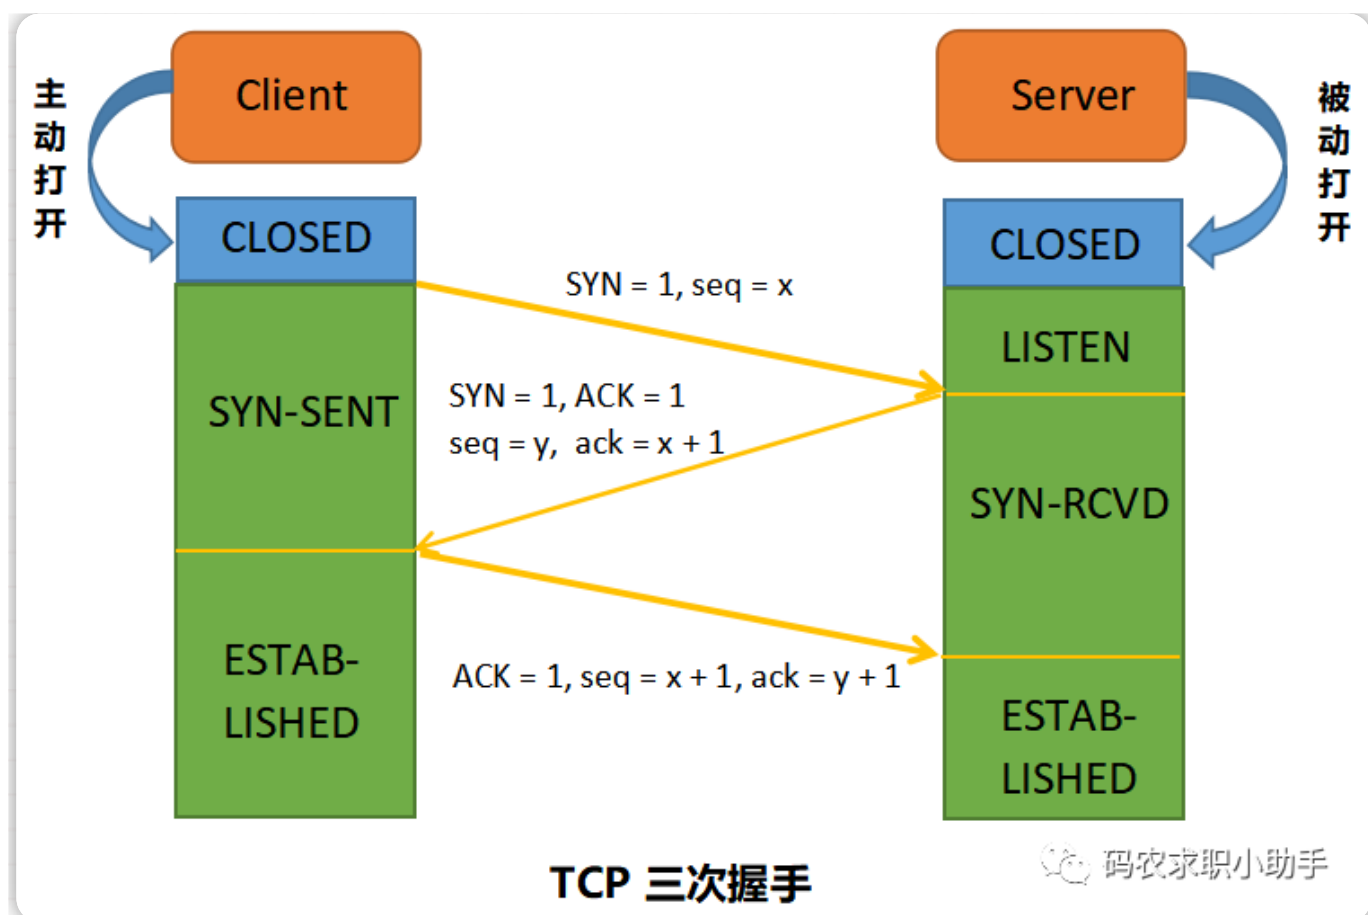 主动打开
Client
Server
被动打开
CLOSED
CLOSED
SYN = 1, seq = x
LISTEN
SYN-SENT
SYN = 1, ACK = 1
seq = y,  ack = x + 1
SYN-RCVD
ESTAB-
LISHED
ACK = 1, seq = x + 1, ack = y + 1
ESTAB-
LISHED
TCP 三次握手
码农求职小助手